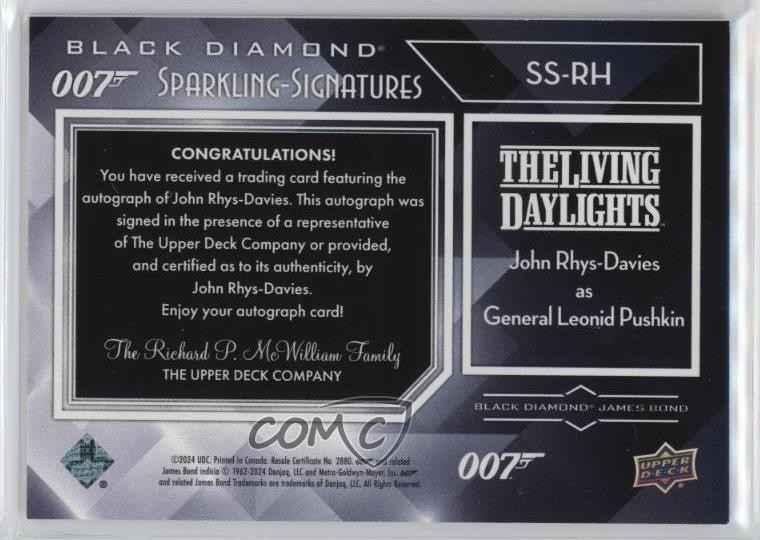 BLACK DIAMOND®
007 SPARKLING-SIGNATURES
SS-RH
CONGRATULATIONS!
You have received a trading card featuring the
autograph of John Rhys-Davies. This autograph was
signed in the presence of a representative
of The Upper Deck Company or provided,
and certified as to its authenticity, by
John Rhys-Davies.
Enjoy your autograph card!
The Richard P. McWilliam Family
THE UPPER DECK COMPANY
THE LIVING
DAYLIGHTS™
John Rhys-Davies
as
General Leonid Pushkin
BLACK DIAMOND® JAMES BOND
COMC
©2024 UDC. Printed in Canada. Resale Certificate No. 2880. 007 and related
James Bond indicia © 1962-2024 Danjaq, LLC and Metro-Goldwyn-Mayer, Inc. 007
and related James Bond Trademarks are trademarks of Danjaq, LLC. All Rights Reserved.
®
007
UPPER
DECK
®